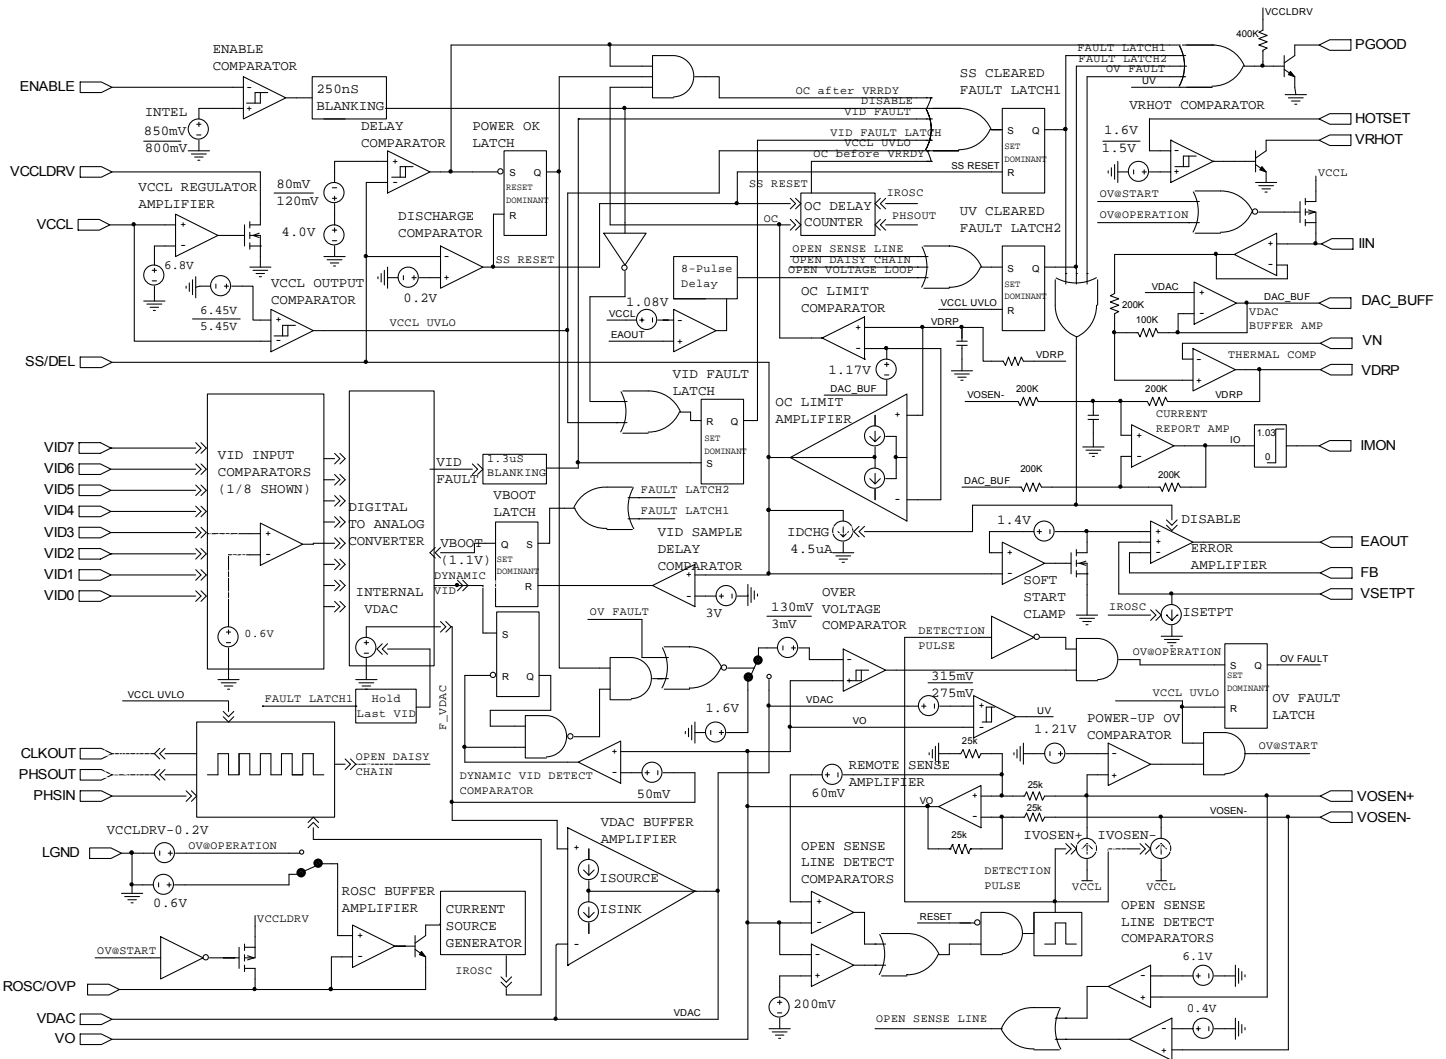 VCCLDRV
400K
PGOOD
FAULT LATCH1
FAULT LATCH2
OV FAULT
UV
ENABLE
COMPARATOR
ENABLE
250nS
BLANKING
INTEL
850mV
800mV
DELAY
COMPARATOR
POWER OK
LATCH
OC after VRRDY
DISABLE
VID FAULT
VID FAULT LATCH
VCCL UVLO
OC before VRRDY
SS CLEARED
FAULT LATCH1
S
Q
SET
DOMINANT
R
SS RESET
VRHOT COMPARATOR
1.6V
1.5V
HOTSET
VRHOT
VCCLDRV
VCCL REGULATOR
AMPLIFIER
80mV
120mV
4.0V
S
Q
RESET
DOMINANT
R
SS RESET
OC
OC DELAY
COUNTER
IROSC
PHSOUT
VCCL
OV@START
OV@OPERATION
VCCL
6.8V
DISCHARGE
COMPARATOR
SS RESET
0.2V
UV CLEARED
FAULT LATCH2
OPEN SENSE LINE
OPEN DAISY CHAIN
OPEN VOLTAGE LOOP
S
Q
SET
DOMINANT
VCCL UVLO
R
IIN
VCCL OUTPUT
COMPARATOR
6.45V
5.45V
VCCL UVLO
8-Pulse
Delay
1.08V
VCCL
EAOUT
OC LIMIT
COMPARATOR
VDRP
1.17V
DAC_BUF
VDRP
200K
VDAC
100K
DAC_BUF
VDAC
BUFFER AMP
DAC_BUFF
VN
THERMAL COMP
VDRP
SS/DEL
VID FAULT
LATCH
R
Q
SET
DOMINANT
S
OC LIMIT
AMPLIFIER
VOSEN-
200K
200K
VDRP
CURRENT
REPORT AMP
IO
1.03
0
IMON
DAC_BUF
200K
200K
VID7
VID6
VID5
VID4
VID3
VID2
VID1
VID0
VID INPUT
COMPARATORS
(1/8 SHOWN)
0.6V
DIGITAL
TO ANALOG
CONVERTER
INTERNAL
VDAC
VID
FAULT
1.3uS
BLANKING
VBOOT
LATCH
FAULT LATCH2
FAULT LATCH1
VBOOT
(1.1V)
Q
S
SET
DOMINANT
R
DYNAMIC
VID
VID SAMPLE
DELAY
COMPARATOR
3V
IDCHG
4.5uA
1.4V
SOFT
START
CLAMP
DISABLE
ERROR
AMPLIFIER
EAOUT
FB
VSETPT
IROSC
ISETPT
S
R
Q
OV FAULT
130mV
3mV
OVER
VOLTAGE
COMPARATOR
DETECTION
PULSE
OV@OPERATION
S
Q
SET
DOMINANT
R
OV FAULT
OV FAULT
LATCH
VCCL UVLO
FAULT LATCH1
Hold
Last VID
F_VDAC
1.6V
VDAC
VO
315mV
275mV
UV
1.21V
VCCL UVLO
POWER-UP OV
COMPARATOR
OV@START
CLKOUT
PHSOUT
PHSIN
OPEN DAISY
CHAIN
DYNAMIC VID DETECT
COMPARATOR
50mV
60mV
REMOTE SENSE
AMPLIFIER
25k
25k
25k
25k
VO
VOSEN-
VOSEN+
VOSEN-
VCCLDRV-0.2V
LGND
OV@OPERATION
0.6V
VDAC BUFFER
AMPLIFIER
ISOURCE
ISINK
OPEN SENSE
LINE DETECT
COMPARATORS
DETECTION
PULSE
IVOSEN+
IVOSEN-
VCCL
VCCL
ROSC BUFFER
AMPLIFIER
VCCLDRV
CURRENT
SOURCE
GENERATOR
IROSC
OV@START
ROSC/OVP
RESET
200mV
OPEN SENSE
LINE DETECT
COMPARATORS
6.1V
0.4V
OPEN SENSE LINE
VDAC
VDAC
VO